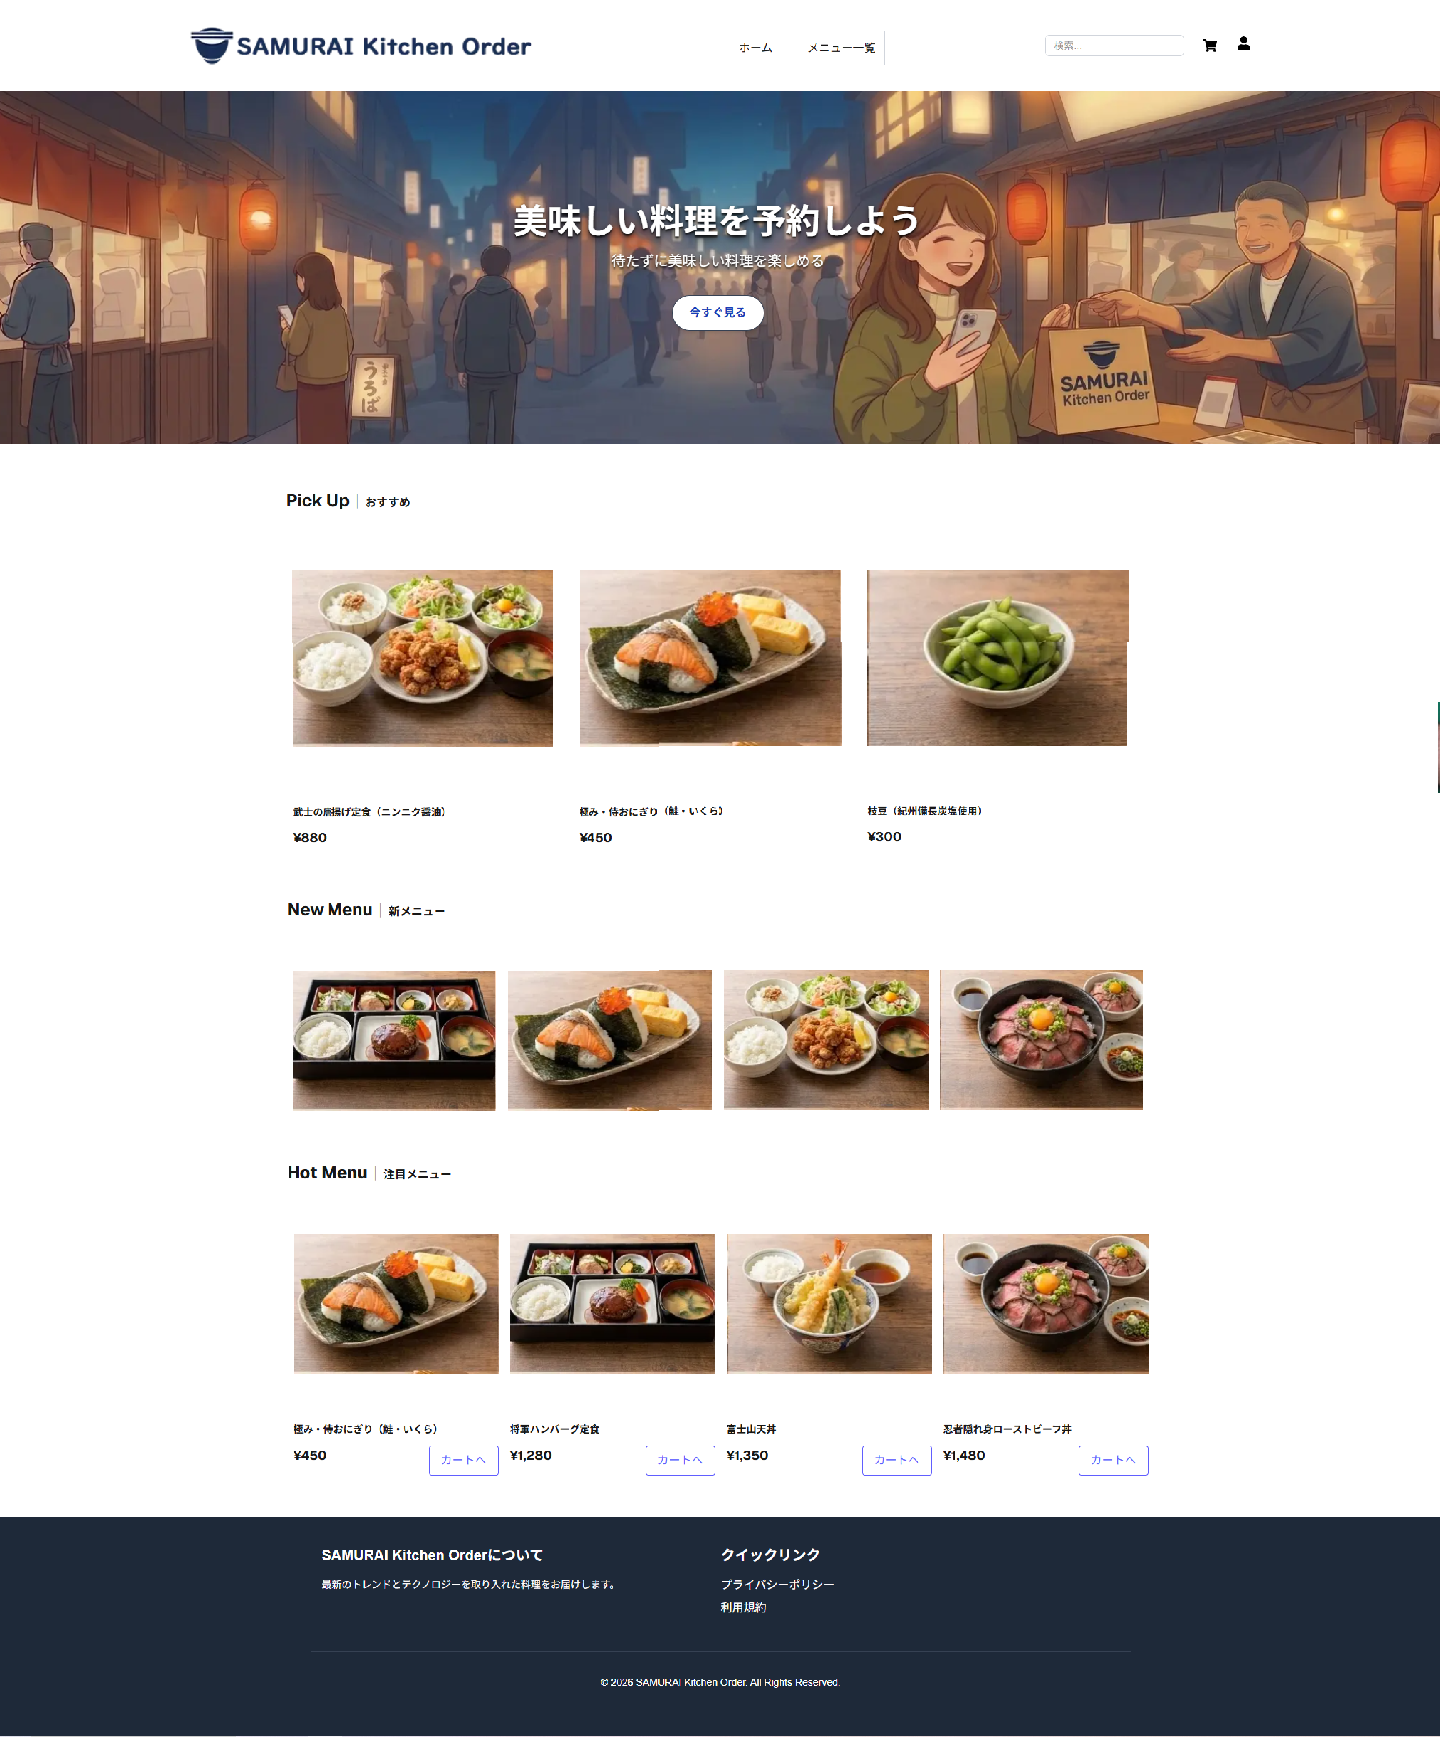 SAMURAI Kitchen Order
ホーム
メニュー一覧
検索...
美味しい料理を予約しよう
待たずに美味しい料理を楽しめる
今すぐ見る
うろぱ
SAMURAI
Kitchen Order
Pick Up
おすすめ
武士の唐揚げ定食（ニンニク醤油）
¥880
極み・侍おにぎり（鮭・いくら）
¥450
枝豆（紀州備長炭塩使用）
¥300
New Menu
新メニュー
Hot Menu
注目メニュー
極み・侍おにぎり（鮭・いくら）
¥450
カートへ
将軍ハンバーグ定食
¥1,280
カートへ
富士山天丼
¥1,350
カートへ
忍者隠れ身ローストビーフ丼
¥1,480
カートへ
SAMURAI Kitchen Orderについて
最新のトレンドとテクノロジーを取り入れた料理をお届けします。
クイックリンク
プライバシーポリシー
利用規約
© 2026 SAMURAI Kitchen Order. All Rights Reserved.